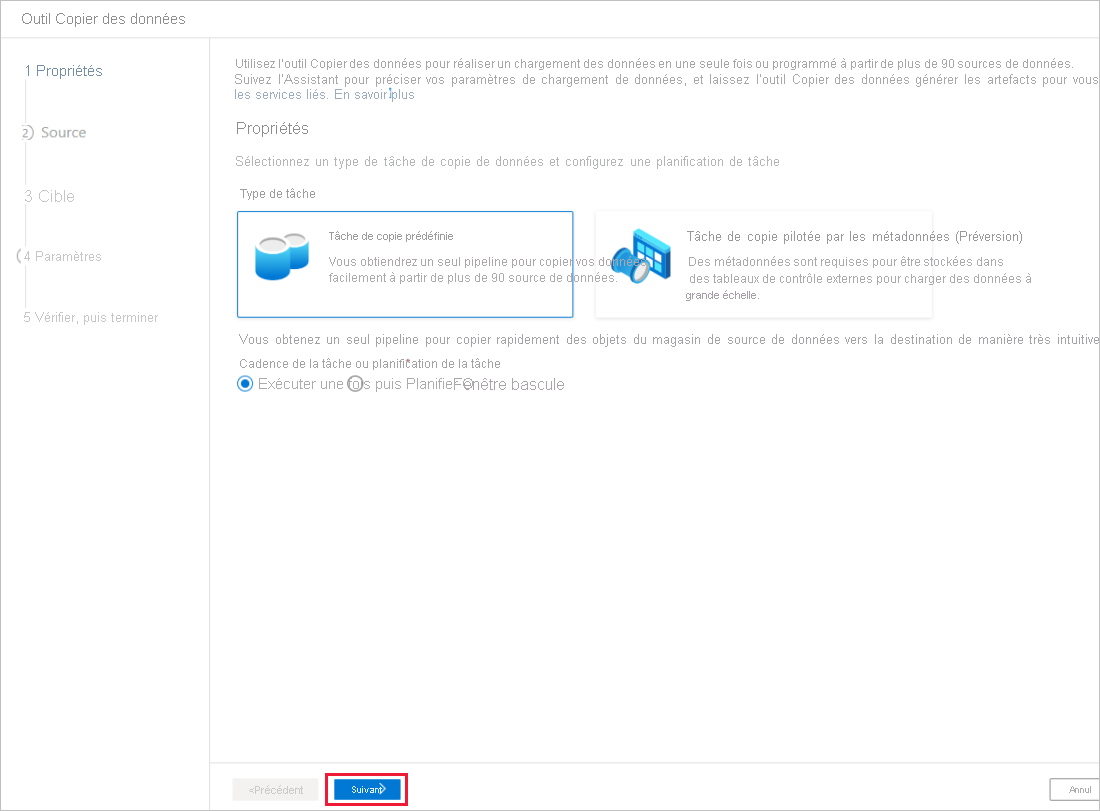 Outil Copier des données
1 Propriétés
2 Source
3 Cible
4 Paramètres
5 Vérifier, puis terminer
Utilisez l'outil Copier des données pour réaliser un chargement des données en une seule fois ou programmé à partir de plus de 90 sources de données.
Suivez l'Assistant pour préciser vos paramètres de chargement de données, et laissez l'outil Copier des données générer les artefacts pour vous
les services liés. En savoir plus
Propriétés
Sélectionnez un type de tâche de copie de données et configurez une planification de tâche
Type de tâche
Tâche de copie prédéfinie
Vous obtiendrez un seul pipeline pour copier vos données
facilement à partir de plus de 90 source de données.
Tâche de copie pilotée par les métadonnées (Préversion)
Des métadonnées sont requises pour être stockées dans
des tableaux de contrôle externes pour charger des données à
grande échelle.
Vous obtenez un seul pipeline pour copier rapidement des objets du magasin de source de données vers la destination de manière très intuitive
Cadence de la tâche ou planification de la tâche *
Exécuter une fois puis Planifier Fenêtre bascule
<Précédent
Suivant>
Annul